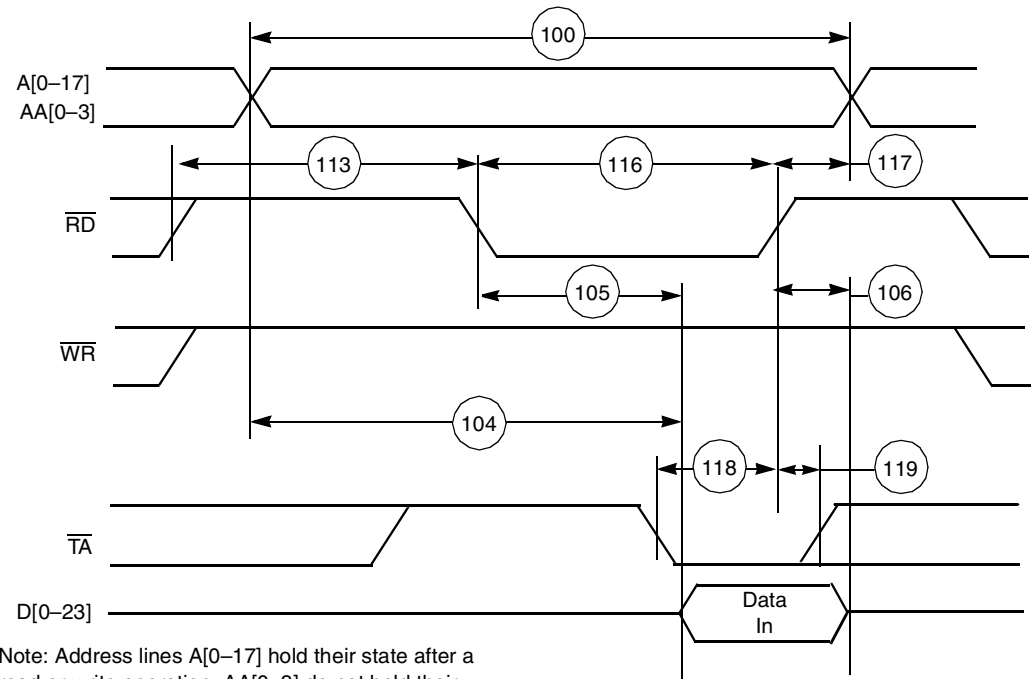 100
A[0–17]
AA[0–3]
113
116
117
RD
105
106
WR
104
118
119
TA
D[0–23]
Data
In
Note: Address lines A[0–17] hold their state after a
read or write operation. AA[0–3] do not hold their